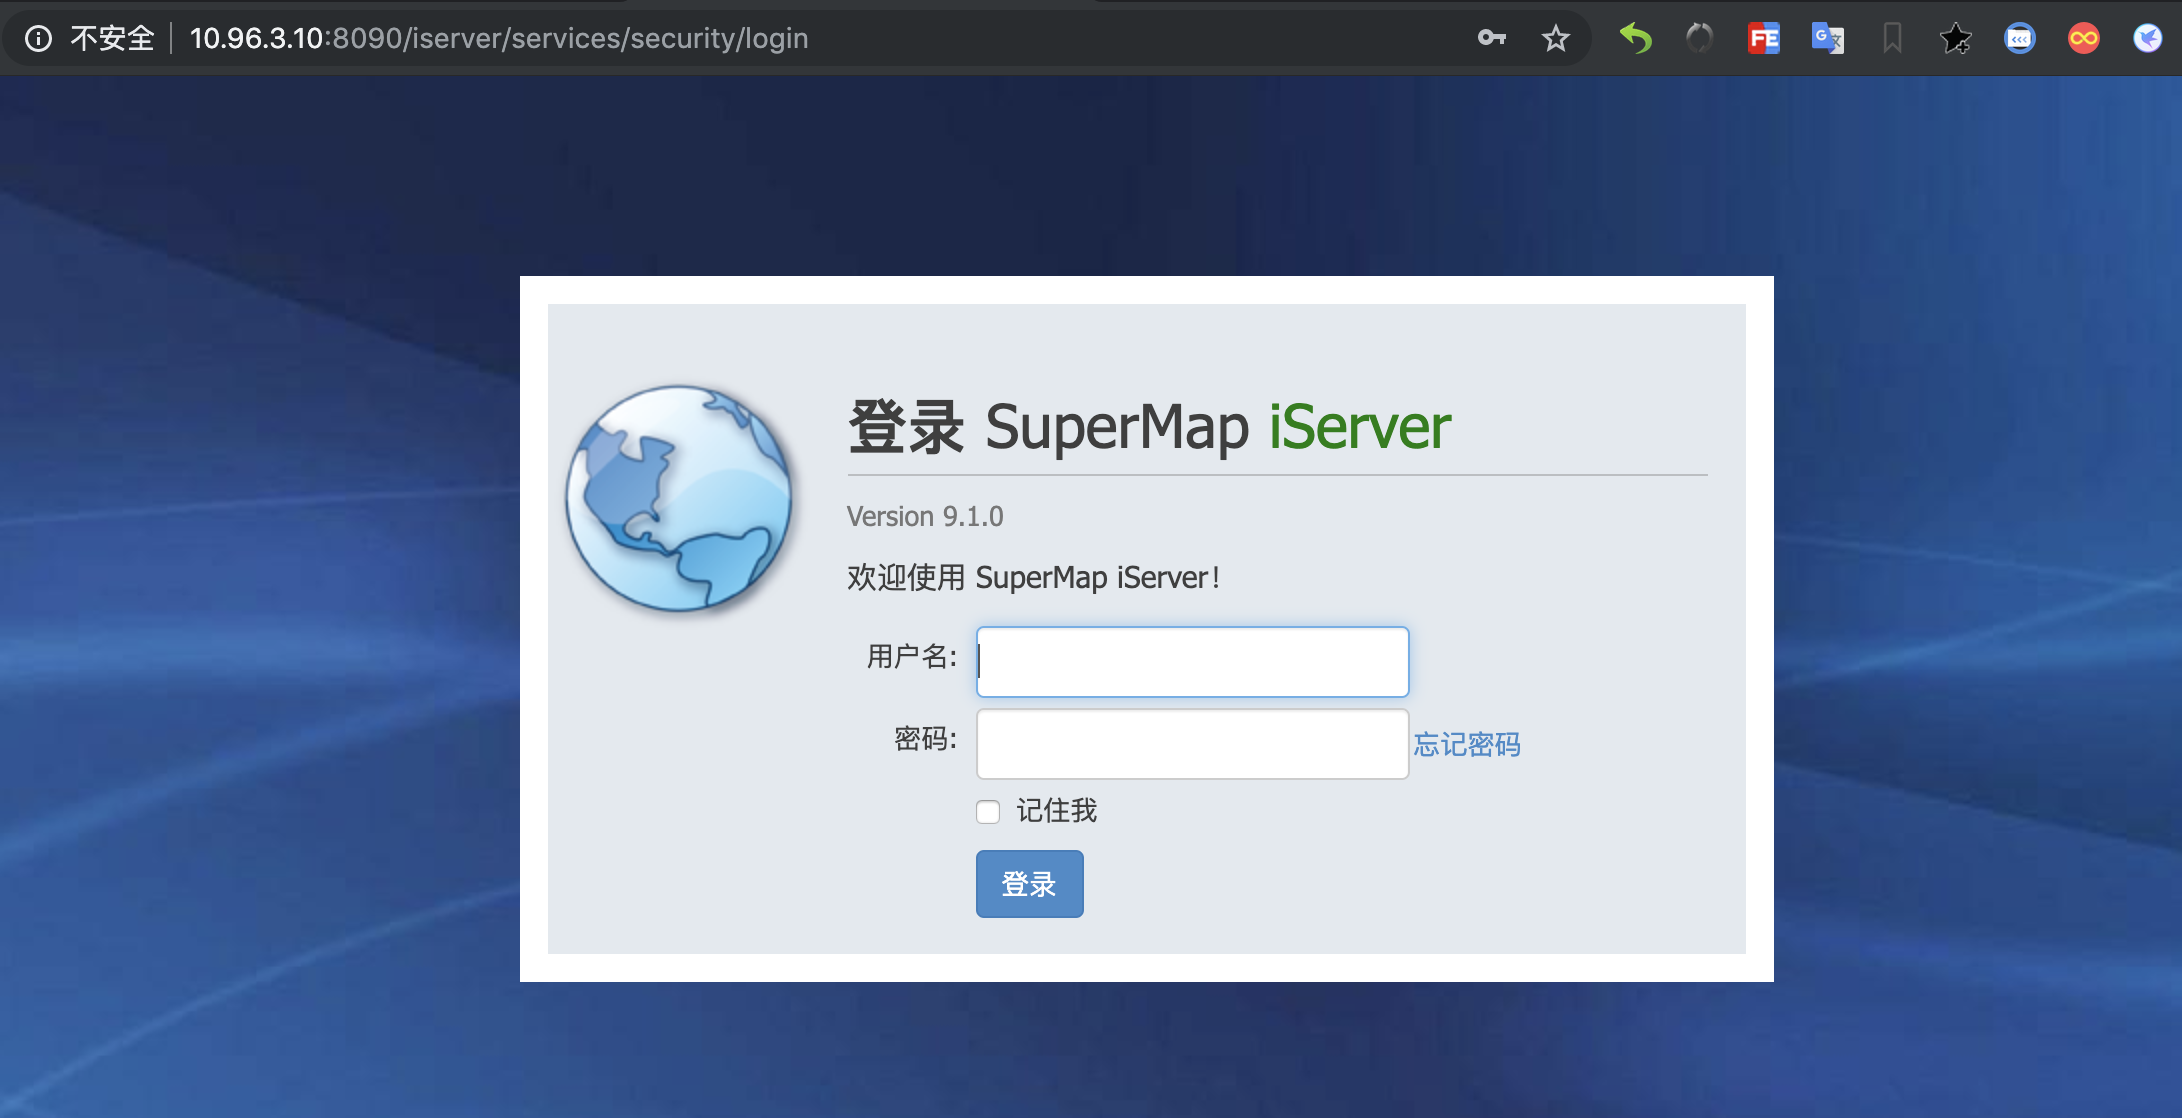 不安全 10.96.3.10:8090/iserver/services/security/login
FE
G 文
登录 SuperMap iServer
Version 9.1.0
欢迎使用 SuperMap iServer!
用户名:
密码: 忘记密码
记住我
登录